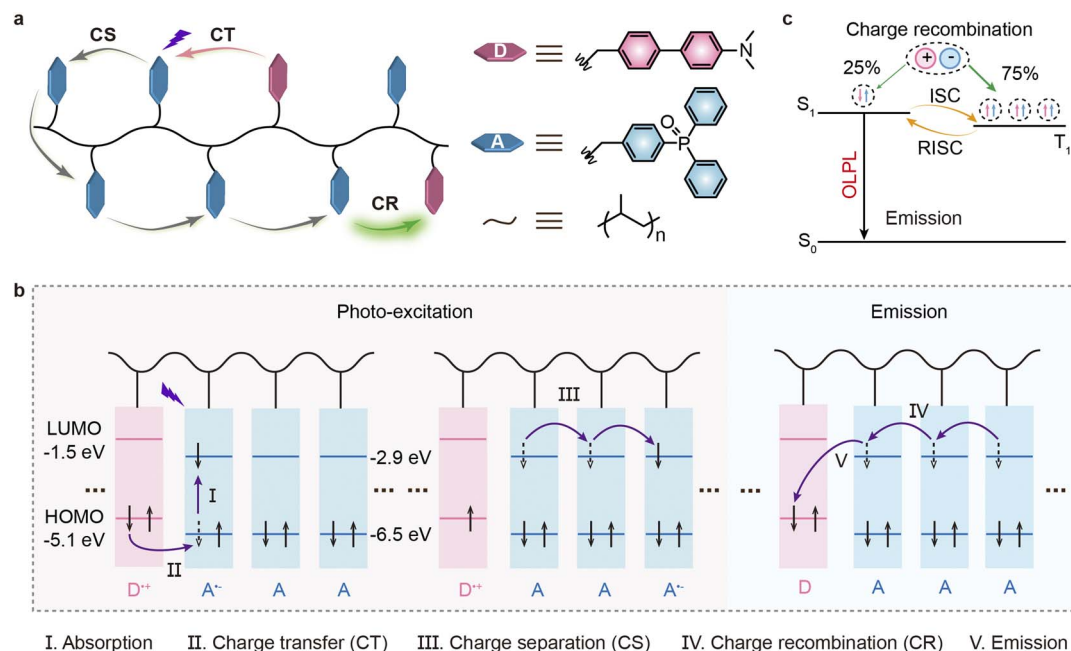 a
CS
CT
CR
D
N
A
O
P
n
c
Charge recombination
+ -
25%
75%
S1
ISC
RISC
T1
OLPL
Emission
S0
b
Photo-excitation
Emission
III
IV
LUMO
-1.5 eV
-2.9 eV
V
I
...
... ...
... ...
...
HOMO
-5.1 eV
-6.5 eV
II
D•+
A•-
A
A
D•+
A
A
A•-
D
A
A
A
I. Absorption II. Charge transfer (CT) III. Charge separation (CS) IV. Charge recombination (CR) V. Emission